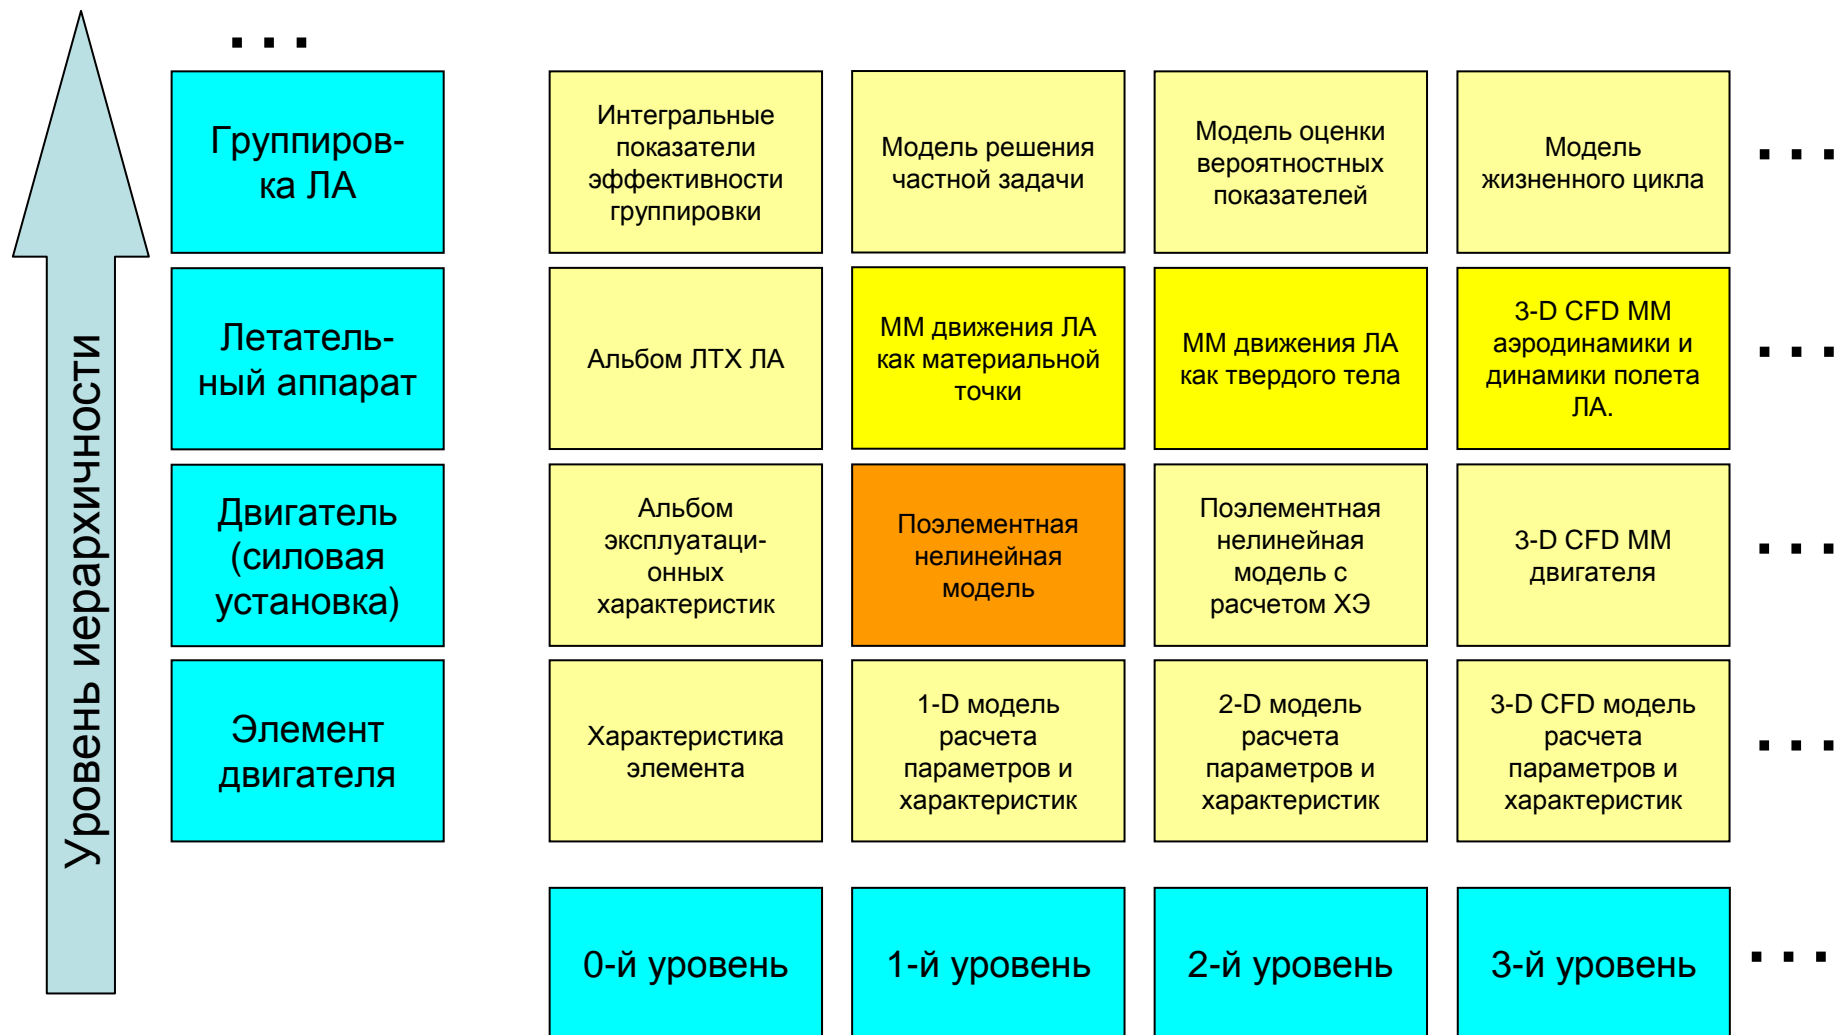 Уровень иерархичности
. . .
Группиров-
ка ЛА
Интегральные
показатели
эффективности
группировки
Модель решения
частной задачи
Модель оценки
вероятностных
показателей
Модель
жизненного цикла
. . .
Летатель-
ный аппарат
Альбом ЛТХ ЛА
ММ движения ЛА
как материальной
точки
ММ движения ЛА
как твердого тела
3-D CFD ММ
аэродинамики и
динамики полета
ЛА.
. . .
Двигатель
(силовая
установка)
Альбом
эксплуатаци-
онных
характеристик
Поэлементная
нелинейная
модель
Поэлементная
нелинейная
модель с
расчетом ХЭ
3-D CFD ММ
двигателя
. . .
Элемент
двигателя
Характеристика
элемента
1-D модель
расчета
параметров и
характеристик
2-D модель
расчета
параметров и
характеристик
3-D CFD модель
расчета
параметров и
характеристик
. . .
0-й уровень
1-й уровень
2-й уровень
3-й уровень
. . .